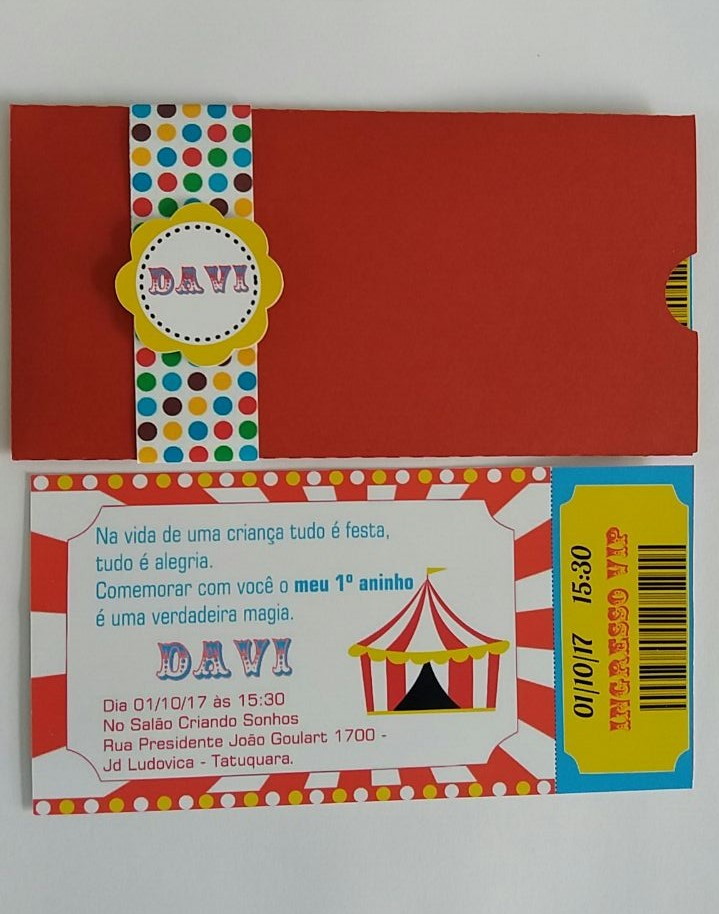 DAVI
Na vida de uma criança tudo é festa,
tudo é alegria.
Comemorar com você o meu 1º aninho
é uma verdadeira magia.
DAVI
Dia 01/10/17 às 15:30
No Salão Criando Sonhos
Rua Presidente João Goulart 1700 -
Jd Ludovica - Tatuquara.
01/10/17 15:30
INGRESSO VIP